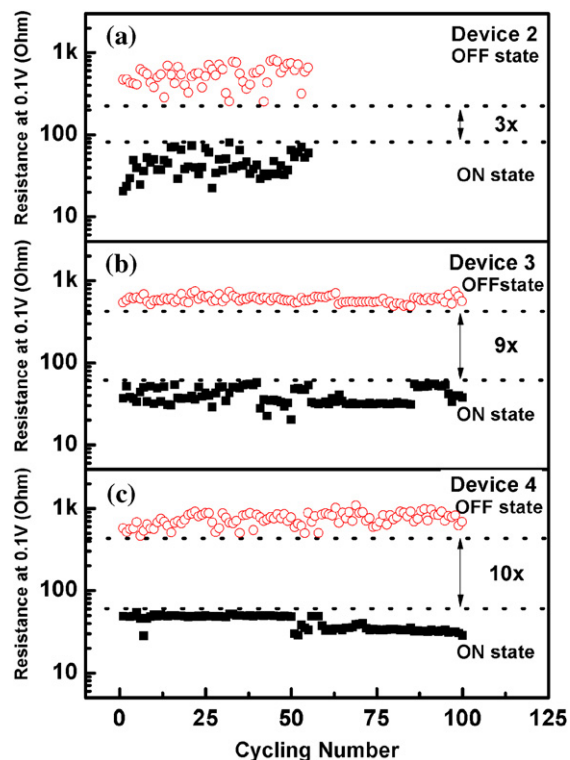 (a)
Device 2
OFF state
3x
ON state
1k
100
10
Resistance at 0.1V (Ohm)
(b)
Device 3
OFFstate
9x
ON state
1k
100
10
Resistance at 0.1V (Ohm)
(c)
Device 4
OFF state
10x
ON state
1k
100
10
Resistance at 0.1V (Ohm)
0 25 50 75 100 125
Cycling Number